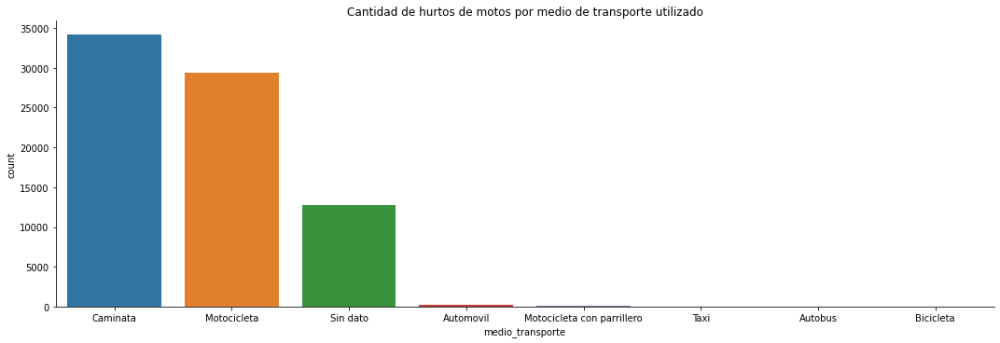 Cantidad de hurtos de motos por medio de transporte utilizado
35000
30000
25000
20000
15000
10000
5000
0
count
Caminata Motocicleta Sin dato Automovil Motocicleta con parrillero Taxi Autobus Bicicleta
medio_transporte